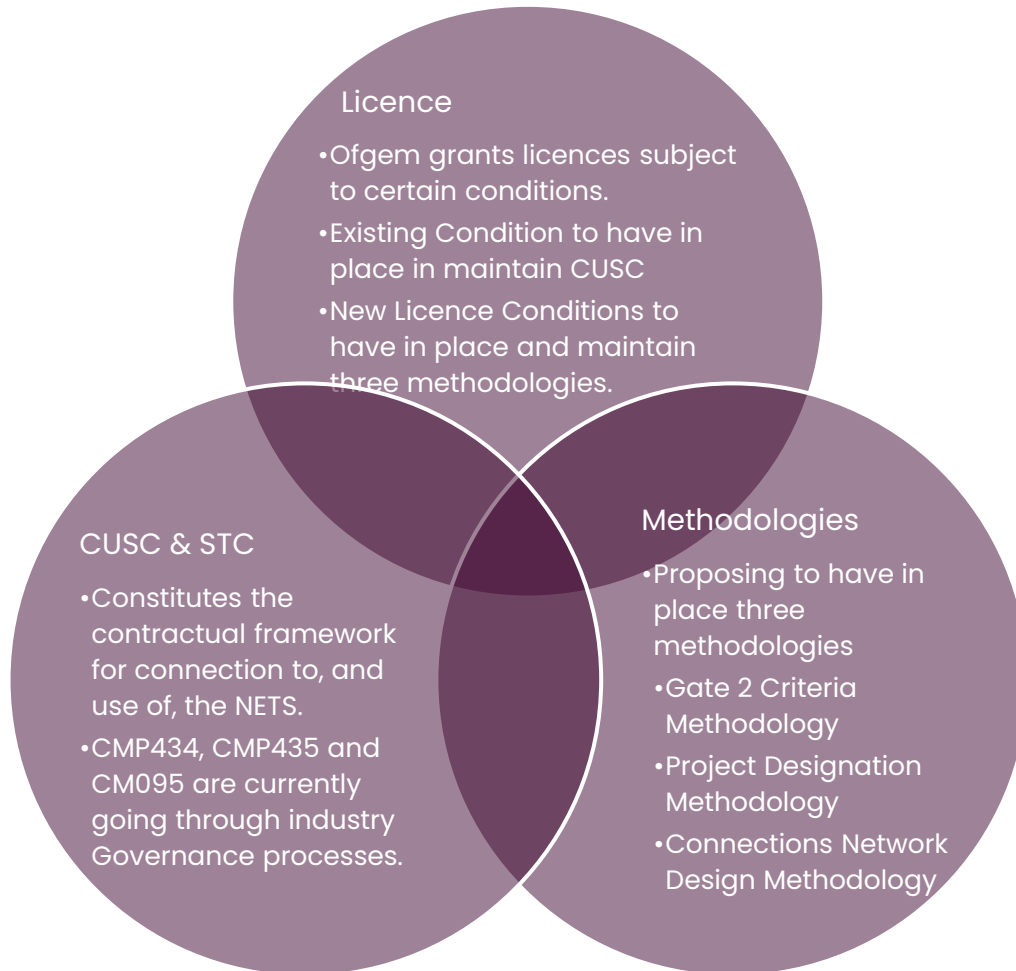 Licence
•Ofgem grants licences subject
to certain conditions.
•Existing Condition to have in
place in maintain CUSC
•New Licence Conditions to
have in place and maintain
three methodologies.
CUSC & STC
•Constitutes the
contractual framework
for connection to, and
use of, the NETS.
•CMP434, CMP435 and
CM095 are currently
going through industry
Governance processes.
Methodologies
•Proposing to have in
place three
methodologies
•Gate 2 Criteria
Methodology
•Project Designation
Methodology
•Connections Network
Design Methodology